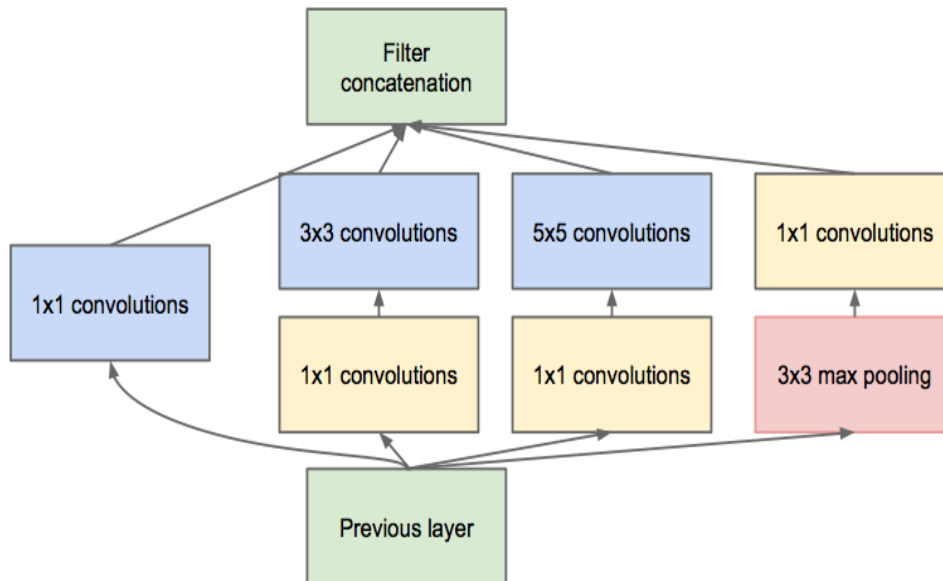 Filter
concatenation
3x3 convolutions
5x5 convolutions
1x1 convolutions
1x1 convolutions
1x1 convolutions
1x1 convolutions
3x3 max pooling
Previous layer